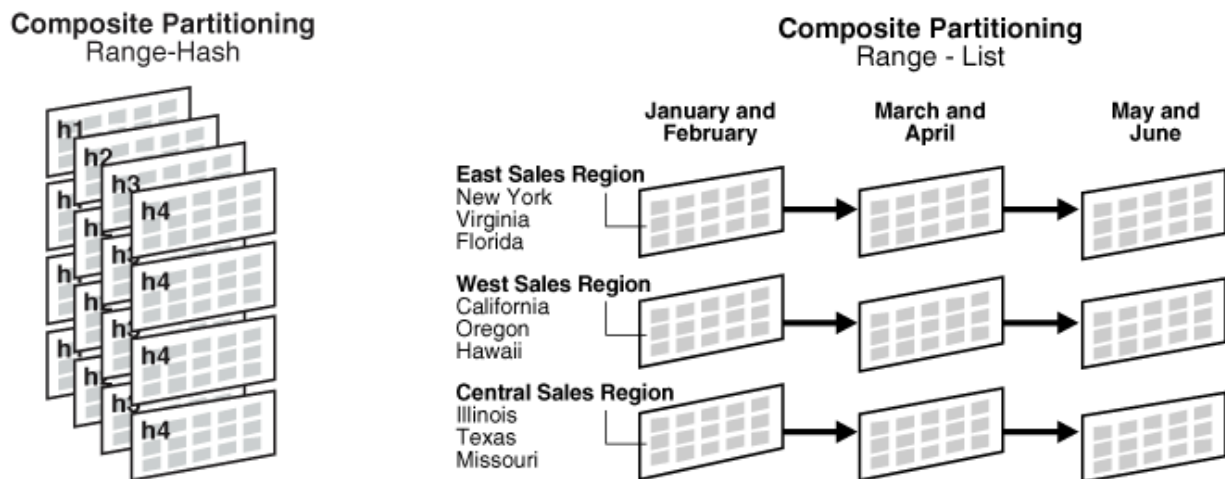 Composite Partitioning
Range-Hash
h1
h2
h3
h4
h4
h4
h4
Composite Partitioning
Range - List
January and
February
March and
April
May and
June
East Sales Region
New York
Virginia
Florida
West Sales Region
California
Oregon
Hawaii
Central Sales Region
Illinois
Texas
Missouri